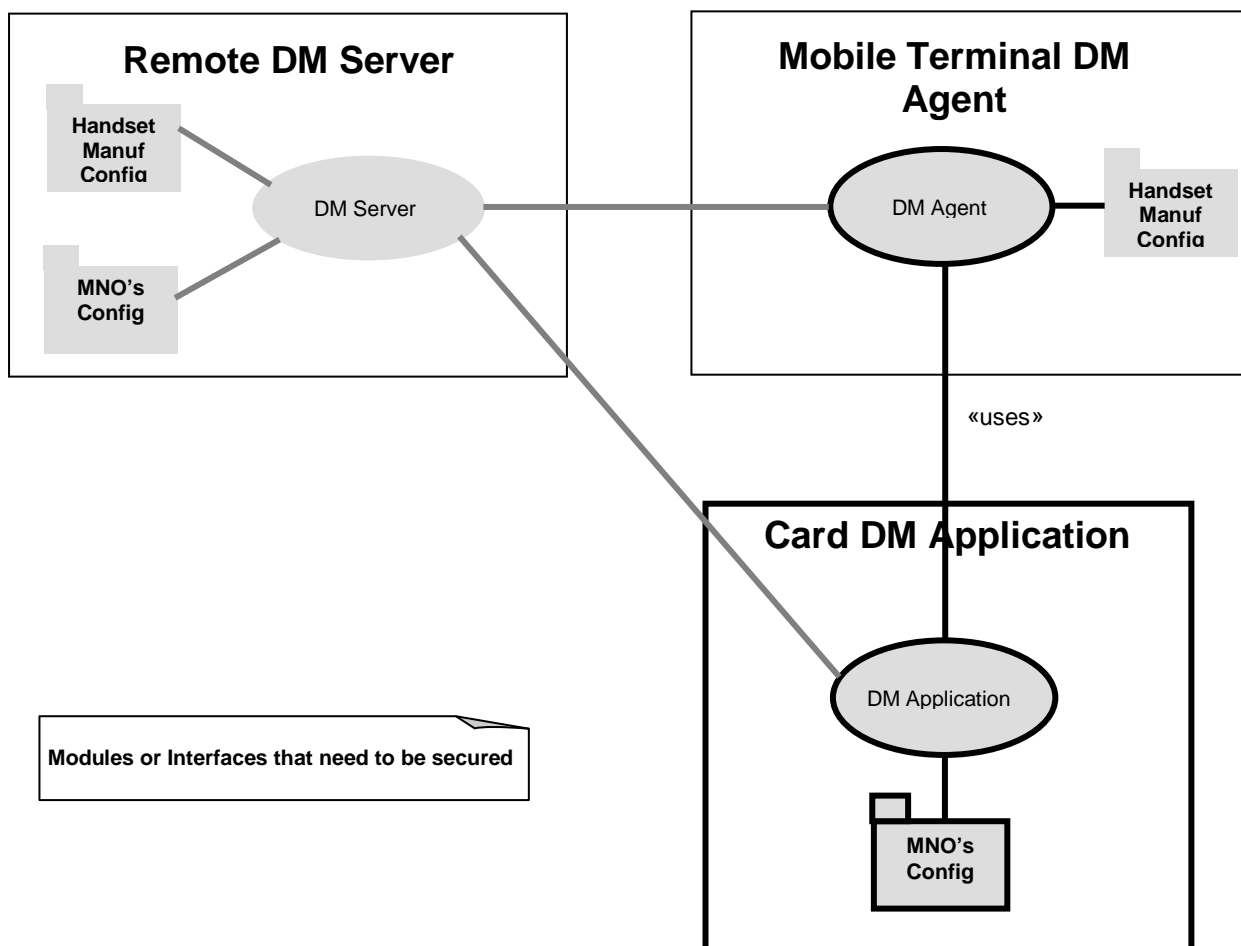 Remote DM Server
Handset
Manuf
Config
DM Server
MNO's
Config
Mobile Terminal DM
Agent
DM Agent
Handset
Manuf
Config
«uses»
Card DM Application
DM Application
MNO's
Config
Modules or Interfaces that need to be secured